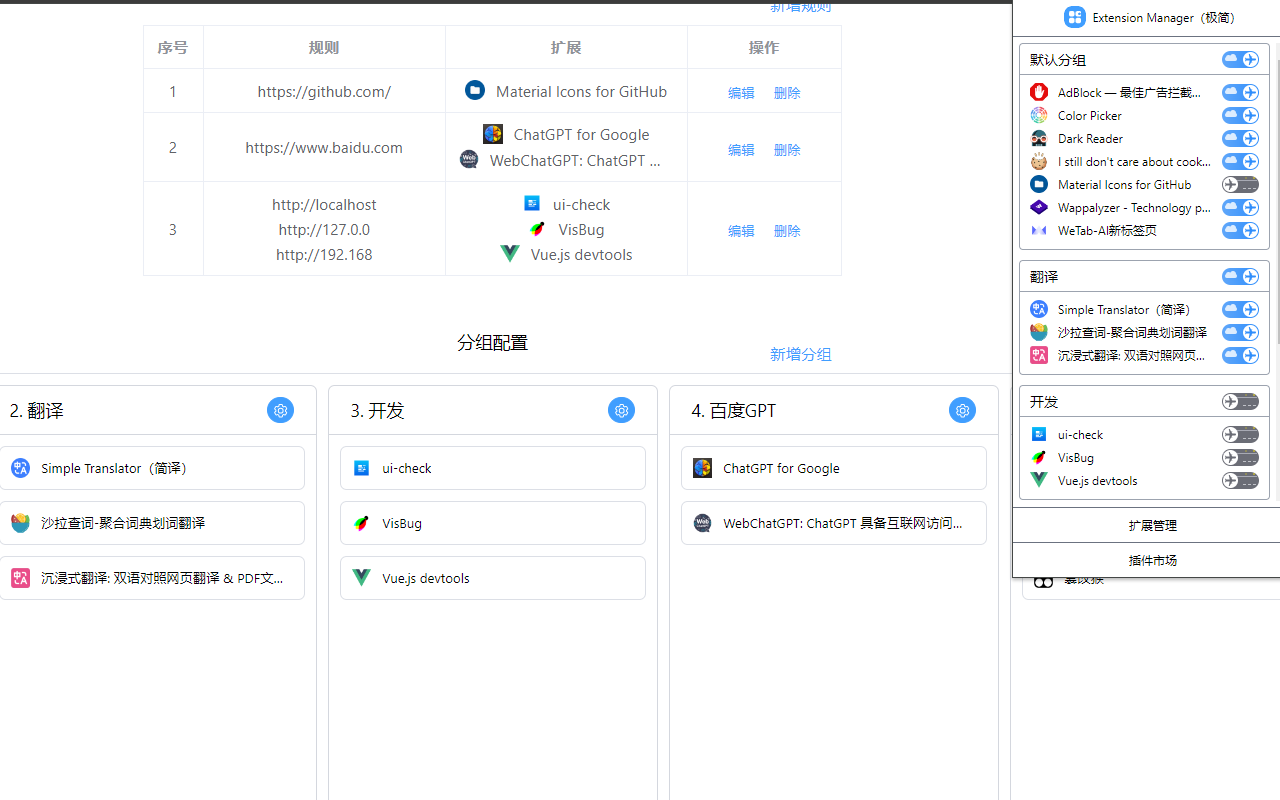 新增规则
序号 规则 扩展 操作
1 https://github.com/ Material Icons for GitHub 编辑 删除
2 https://www.baidu.com ChatGPT for Google
WebChatGPT: ChatGPT ... 编辑 删除
3 http://localhost
http://127.0.0
http://192.168 ui-check
VisBug
Vue.js devtools 编辑 删除
分组配置
新增分组
2. 翻译
Simple Translator（简译）
沙拉查词-聚合词典划词翻译
沉浸式翻译: 双语对照网页翻译 & PDF文...
3. 开发
ui-check
VisBug
Vue.js devtools
4. 百度GPT
ChatGPT for Google
WebChatGPT: ChatGPT 具备互联网访问...
Extension Manager（极简）
默认分组
AdBlock — 最佳广告拦截...
Color Picker
Dark Reader
I still don't care about cook...
Material Icons for GitHub
Wappalyzer - Technology p...
WeTab-AI新标签页
翻译
Simple Translator（简译）
沙拉查词-聚合词典划词翻译
沉浸式翻译: 双语对照网页...
开发
ui-check
VisBug
Vue.js devtools
扩展管理
插件市场